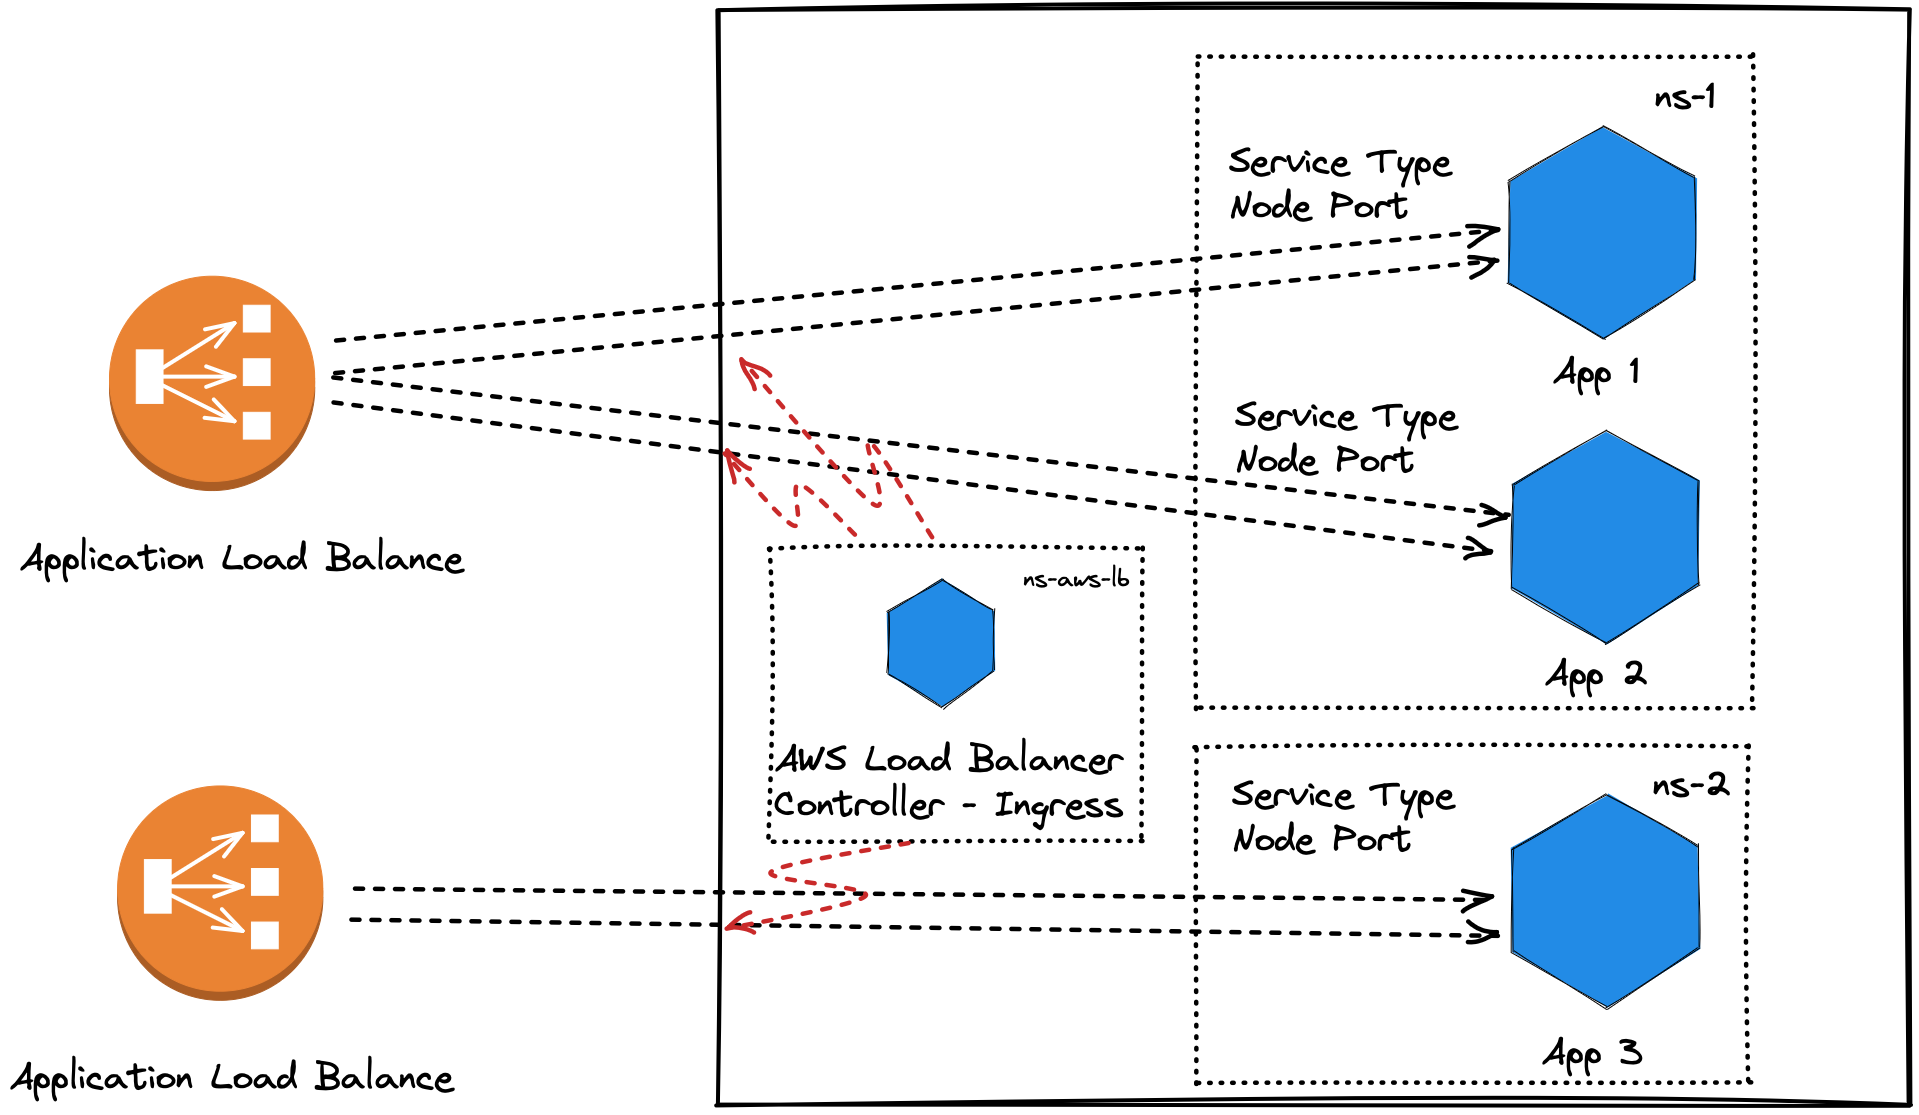 ns-1
Service Type
Node Port
App 1
Service Type
Node Port
App 2
Application Load Balance
ns-aws-lb
AWS Load Balancer
Controller - Ingress
ns-2
Service Type
Node Port
App 3
Application Load Balance